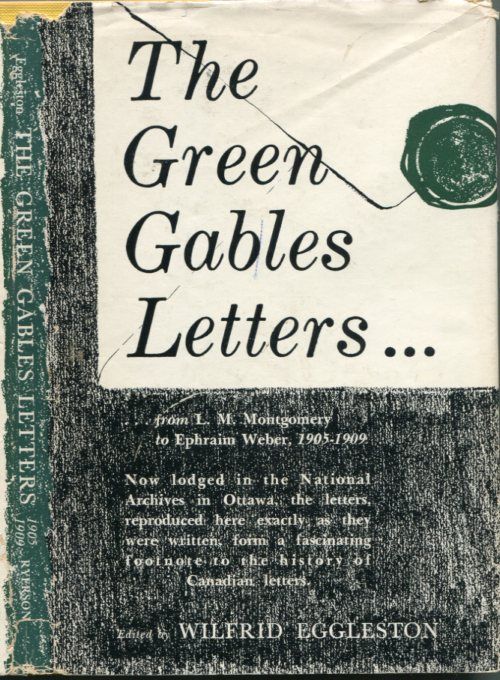 The
Green
Gables
Letters...
...from L. M. Montgomery
to Ephraim Weber, 1905-1909
Now lodged in the National
Archives in Ottawa, the letters,
reproduced here exactly as they
were written, form a fascinating
footnote to the history of
Canadian letters.
Edited by WILFRID EGGLESTON
Eggleston THE GREEN GABLES LETTERS 1905 1909 RYERSON